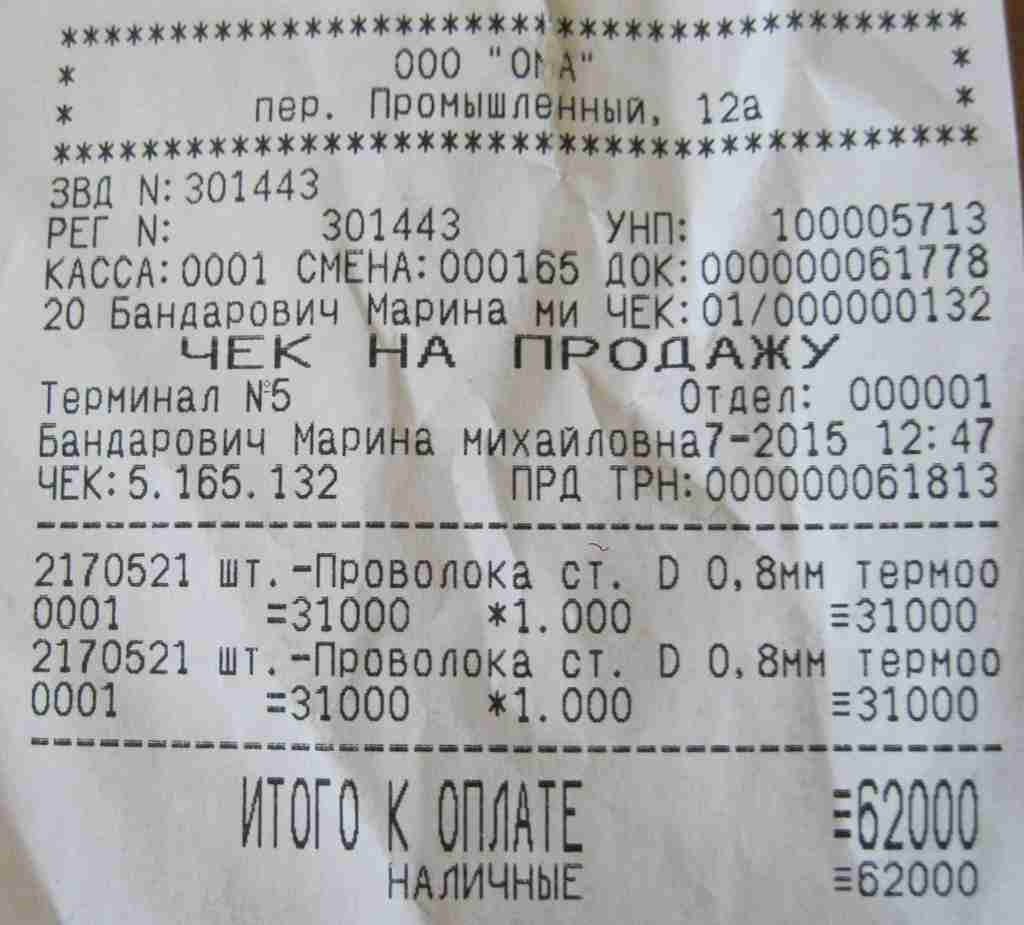 ************************************************
* ООО "ОМА" *
* пер. Промышленный, 12а *
************************************************
ЗВД N:301443
РЕГ N: 301443 УНП: 100005713
КАССА:0001 СМЕНА:000165 ДОК:000000061778
20 Бандарович Марина ми ЧЕК:01/000000132
ЧЕК НА ПРОДАЖУ
Терминал №5 Отдел: 000001
Бандарович Марина михайловна7-2015 12:47
ЧЕК:5.165.132 ПРД ТРН:000000061813
----------------------------------------
2170521 шт.-Проволока ст. D 0,8мм термоо
0001 =31000 *1.000 ≡31000
2170521 шт.-Проволока ст. D 0,8мм термоо
0001 =31000 *1.000 ≡31000
----------------------------------------
ИТОГО К ОПЛАТЕ ≡62000
НАЛИЧНЫЕ ≡62000